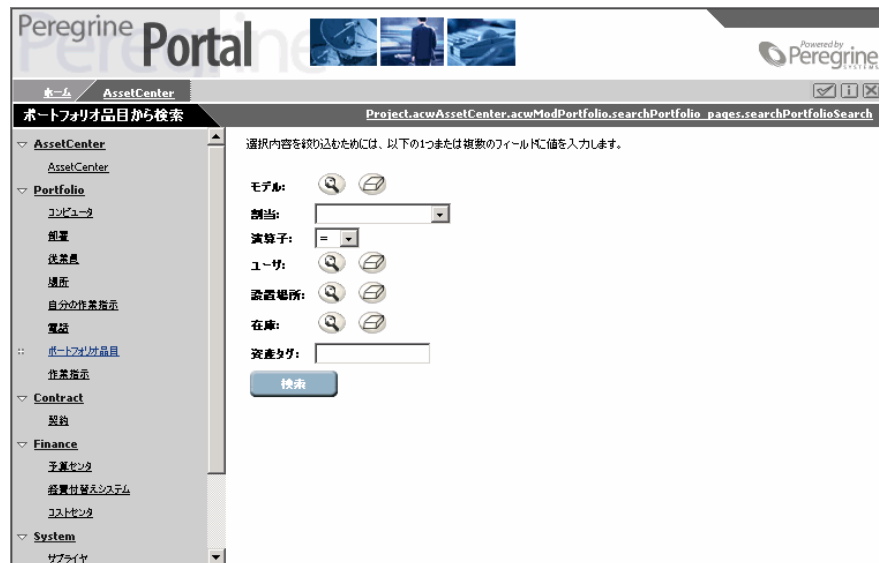 Peregrine Portal
Powered by
Peregrine
SYSTEMS
ホーム AssetCenter
ポートフォリオ品目から検索 Project.acwAssetCenter.acwModPortfolio.searchPortfolio_pages.searchPortfolioSearch
AssetCenter
AssetCenter
Portfolio
コンピュータ
部署
従業員
場所
自分の作業指示
電話
ポートフォリオ品目
作業指示
Contract
契約
Finance
予算センタ
経費付替えシステム
コストセンタ
System
サプライヤ
選択内容を絞り込むためには、以下の1つまたは複数のフィールドに値を入力します。
モデル:
割当:
演算子: =
ユーザ:
設置場所:
在庫:
資産タグ:
検索